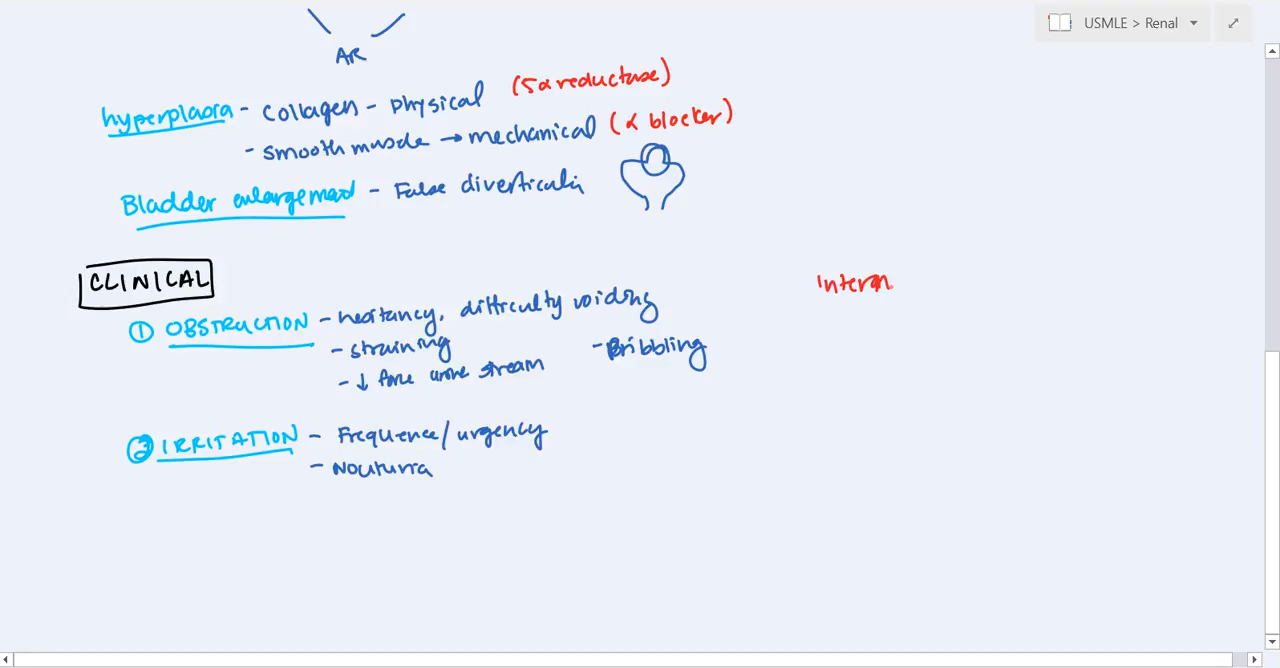 USMLE > Renal
AR
hyperplasia - collagen - physical (5α reductase)
- smooth muscle → mechanical (α blocker)
Bladder enlargement - False diverticuli
CLINICAL
Intern
① OBSTRUCTION - hesitancy, difficulty voiding
- straining - Dribbling
- ↓ force urine stream
② IRRITATION - Frequence/urgency
- Nocturia